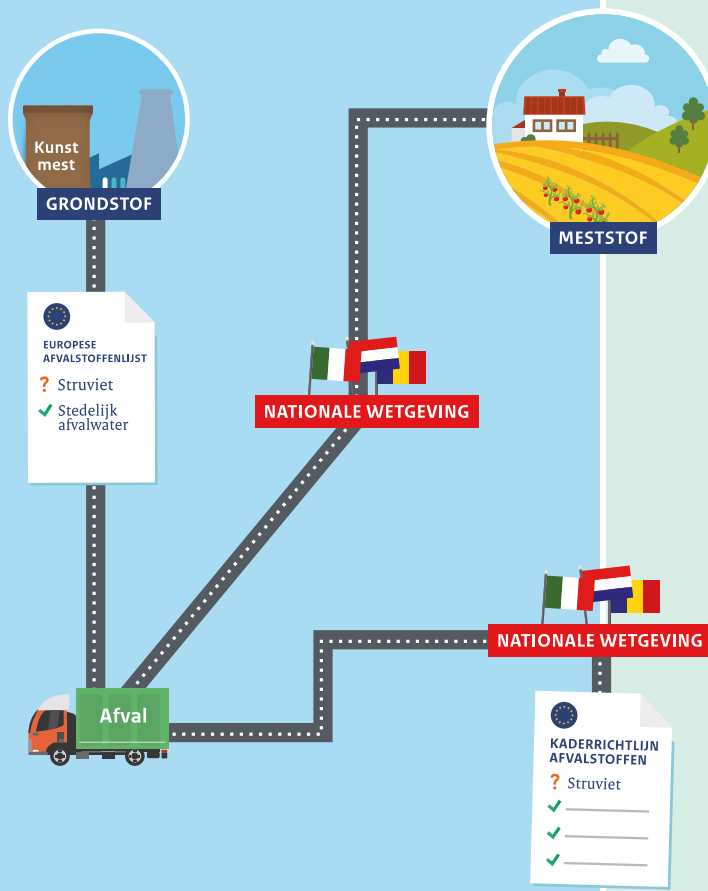 Kunst
mest
GRONDSTOF
MESTSTOF
EUROPESE
AFVALSTOFFENLIJST
? Struviet
✓ Stedelijk
afvalwater
NATIONALE WETGEVING
NATIONALE WETGEVING
Afval
KADERRICHTLIJN
AFVALSTOFFEN
? Struviet